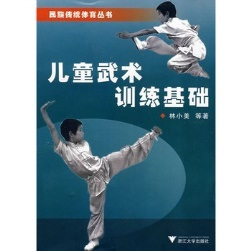 民族传统体育丛书
儿童武术
训练基础
林小美 等著
浙江大学出版社